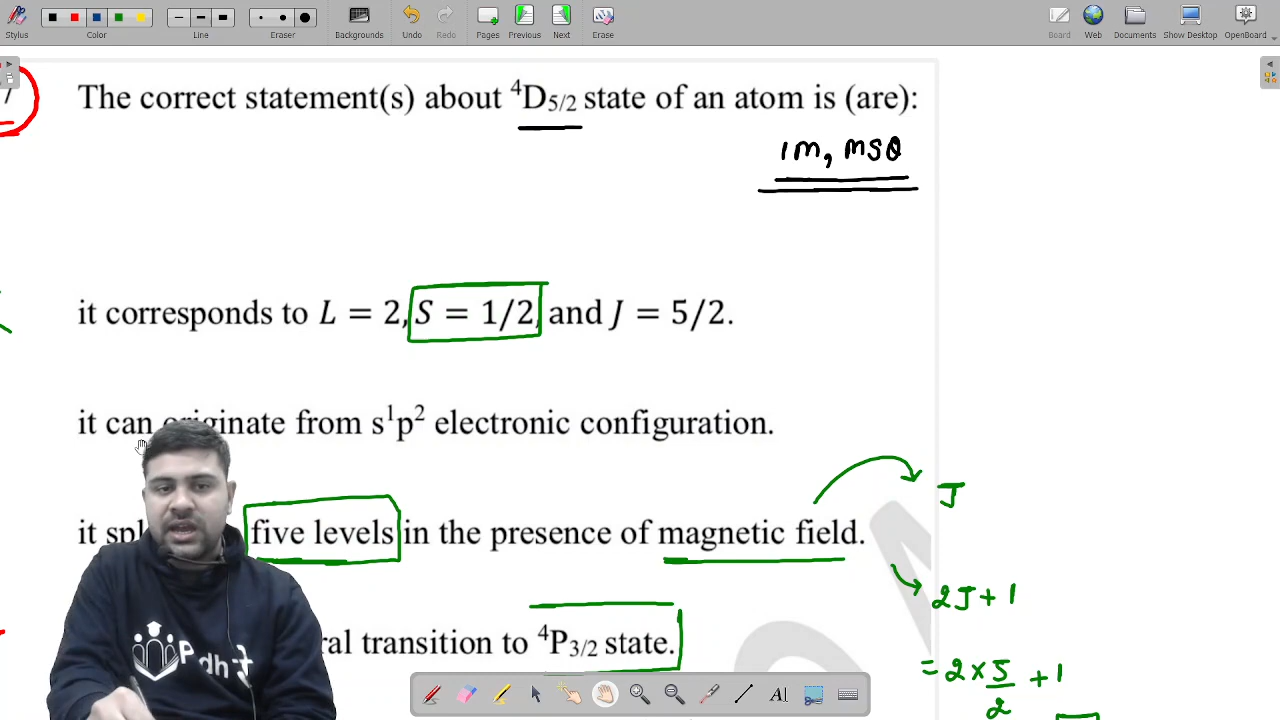 Stylus Color Line Eraser Backgrounds Undo Redo Pages Previous Next Erase Board Web Documents Show Desktop OpenBoard
The correct statement(s) about ⁴D5/2 state of an atom is (are):
1M, MSQ
it corresponds to L = 2, S = 1/2, and J = 5/2.
it can originate from s¹p² electronic configuration.
J
five levels in the presence of magnetic field.
2J + 1
transition to ⁴P3/2 state.
= 2 × 5/2 + 1
Pdh